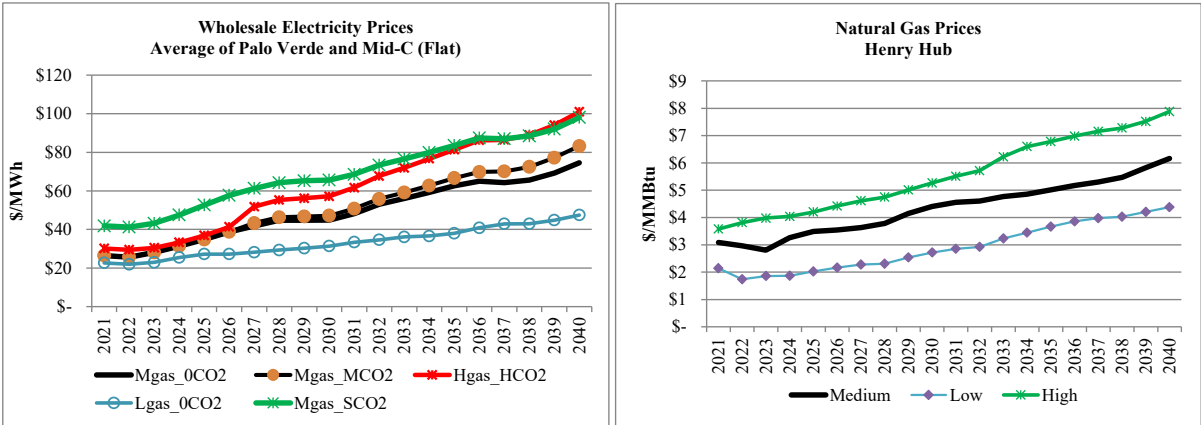 Wholesale Electricity Prices
Average of Palo Verde and Mid-C (Flat)
$/MWh
$120
$100
$80
$60
$40
$20
$-
2021 2022 2023 2024 2025 2026 2027 2028 2029 2030 2031 2032 2033 2034 2035 2036 2037 2038 2039 2040
Mgas_0CO2 Mgas_MCO2 Hgas_HCO2
Lgas_0CO2 Mgas_SCO2
Natural Gas Prices
Henry Hub
$/MMBtu
$9
$8
$7
$6
$5
$4
$3
$2
$1
$-
2021 2022 2023 2024 2025 2026 2027 2028 2029 2030 2031 2032 2033 2034 2035 2036 2037 2038 2039 2040
Medium Low High